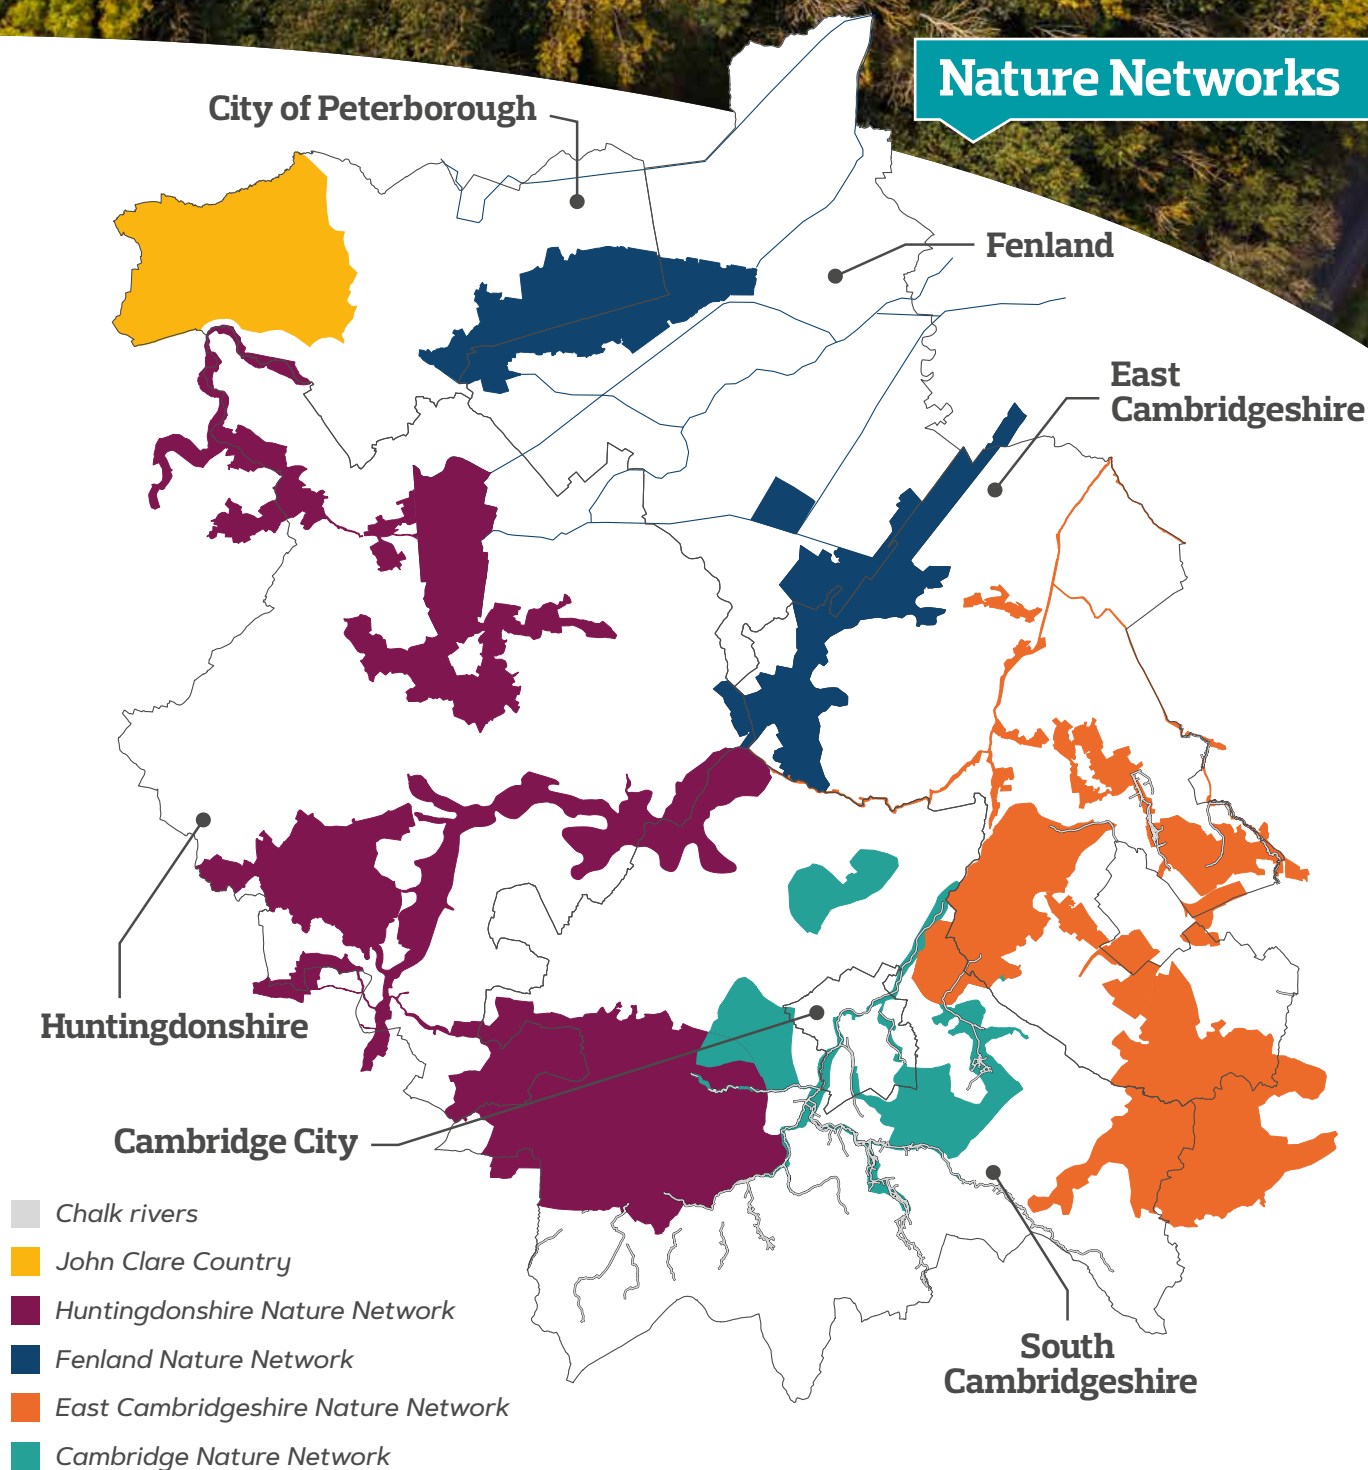 Nature Networks
City of Peterborough
Fenland
East
Cambridgeshire
Huntingdonshire
Cambridge City
South
Cambridgeshire
Chalk rivers
John Clare Country
Huntingdonshire Nature Network
Fenland Nature Network
East Cambridgeshire Nature Network
Cambridge Nature Network